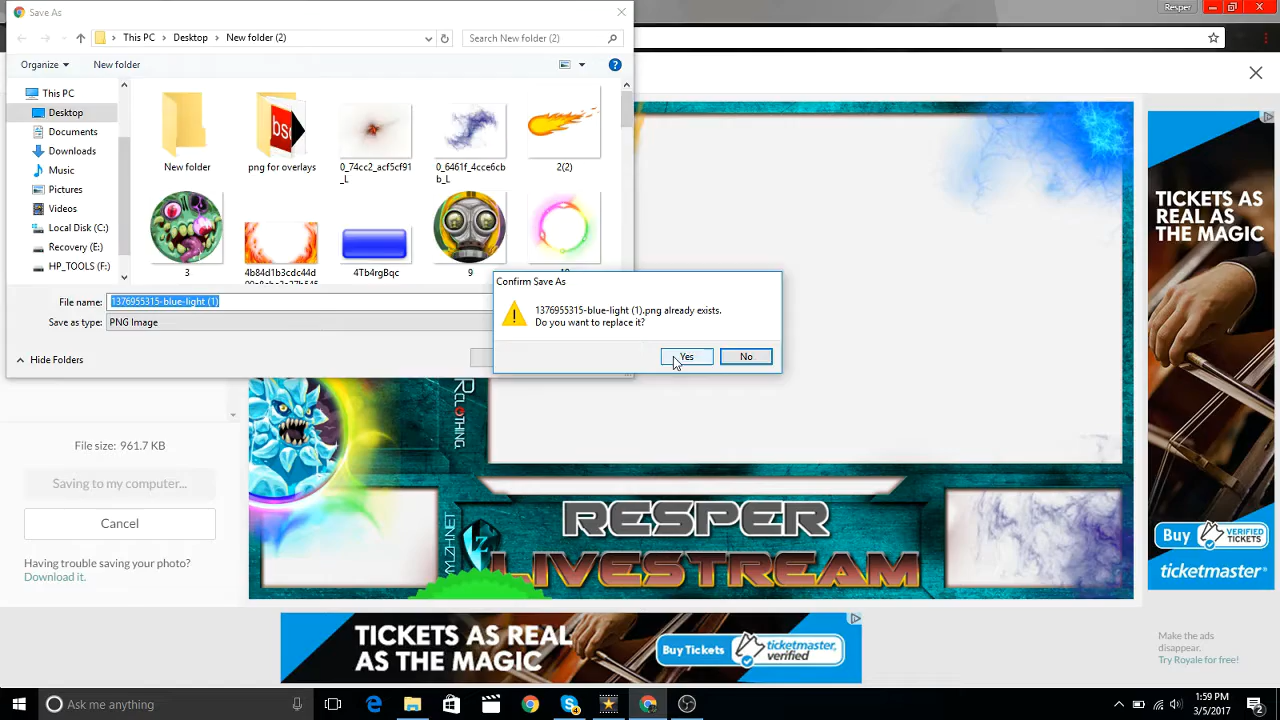 Save As
Resper
This PC
Desktop
New folder (2)
Search New folder (2)
Organize
New folder
This PC
Desktop
Documents
Downloads
Music
Pictures
Videos
Local Disk (C:)
Recovery (E:)
HP_TOOLS (F:)
New folder
bs
png for overlays
0_74cc2_acf5cf91
_L
0_6461f_4cce6cb
b_L
2(2)
3
4b84d1b3cdc44d
4Tb4rgBqc
9
File name:
1376955315-blue-light (1)
Save as type:
PNG Image
Hide Folders
Confirm Save As
1376955315-blue-light (1).png already exists.
Do you want to replace it?
Yes
No
File size: 961.7 KB
Saving to my computer...
Cancel
Having trouble saving your photo?
Download it.
CLOTHING
RESPER
LIVESTREAM
TICKETS AS
REAL AS
THE MAGIC
Buy
VERIFIED
TICKETS
ticketmaster
TICKETS AS REAL
AS THE MAGIC
Buy Tickets
ticketmaster
verified
Make the ads
disappear.
Try Royale for free!
Ask me anything
1:59 PM
3/5/2017
2